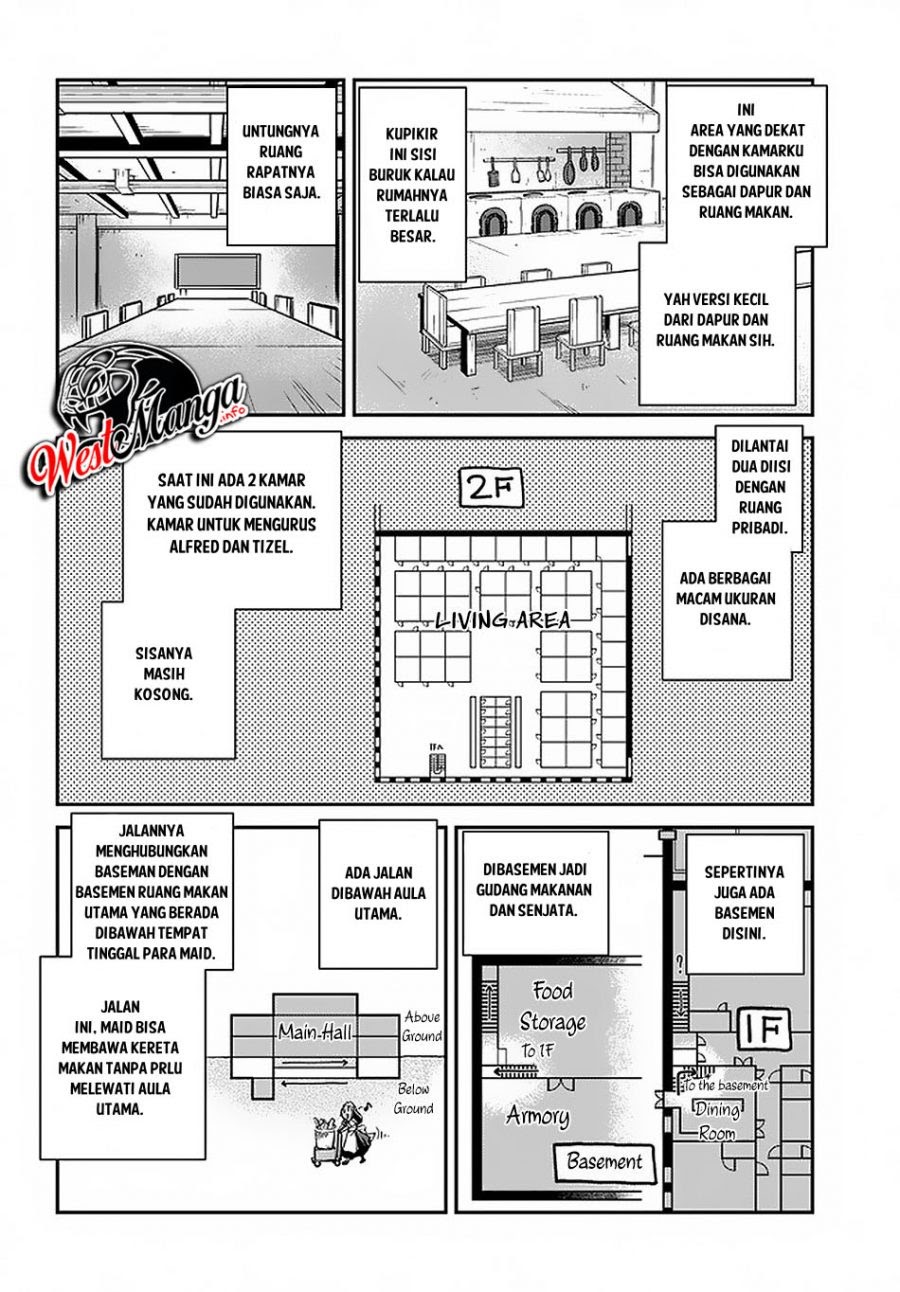 INI
AREA YANG DEKAT
DENGAN KAMARKU
BISA DIGUNAKAN
SEBAGAI DAPUR DAN
RUANG MAKAN.
YAH VERSI KECIL
DARI DAPUR DAN
RUANG MAKAN SIH.
KUPIKIR
INI SISI
BURUK KALAU
RUMAHNYA
TERLALU
BESAR.
UNTUNGNYA
RUANG
RAPATNYA
BIASA SAJA.
WestManga
.info
DILANTAI
DUA DIISI
DENGAN
RUANG
PRIBADI.
ADA BERBAGAI
MACAM UKURAN
DISANA.
2F
LIVING AREA
1F
SAAT INI ADA 2 KAMAR
YANG SUDAH DIGUNAKAN.
KAMAR UNTUK MENGURUS
ALFRED DAN TIZEL.
SISANYA
MASIH
KOSONG.
SEPERTINYA
JUGA ADA
BASEMEN
DISINI.
?
1F
To the basement
Dining
Room
DIBASEMEN JADI
GUDANG MAKANAN
DAN SENJATA.
Food
Storage
To 1F
Armory
Basement
ADA JALAN
DIBAWAH AULA
UTAMA.
JALANNYA
MENGHUBUNGKAN
BASEMAN DENGAN
BASEMEN RUANG MAKAN
UTAMA YANG BERADA
DIBAWAH TEMPAT
TINGGAL PARA MAID.
JALAN
INI, MAID BISA
MEMBAWA KERETA
MAKAN TANPA PRLU
MELEWATI AULA
UTAMA.
Main Hall
Above
Ground
Below
Ground